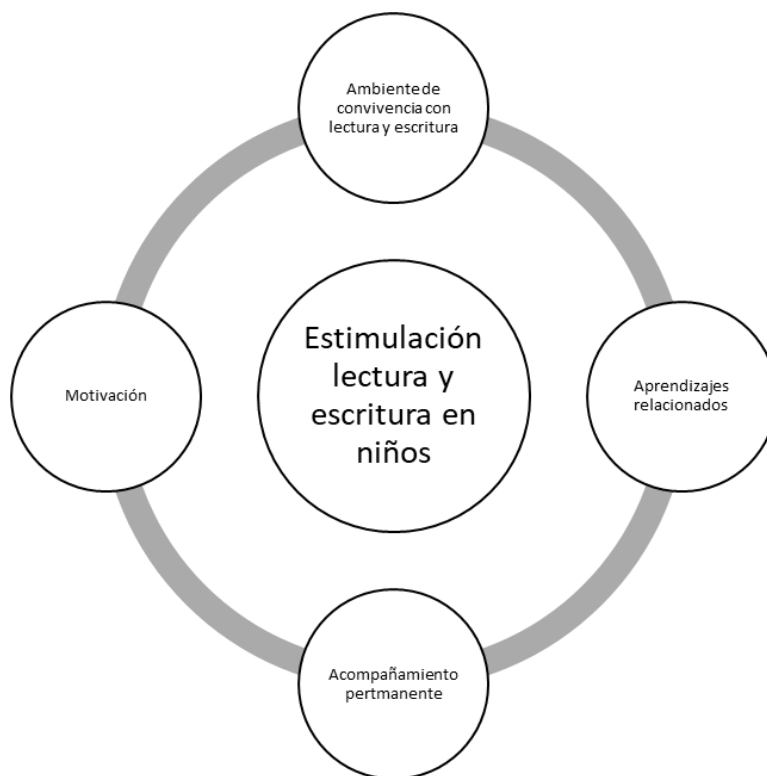 Ambiente de
convivencia con
lectura y escritura
Motivación
Estimulación
lectura y
escritura en
niños
Aprendizajes
relacionados
Acompañamiento
pertmanente